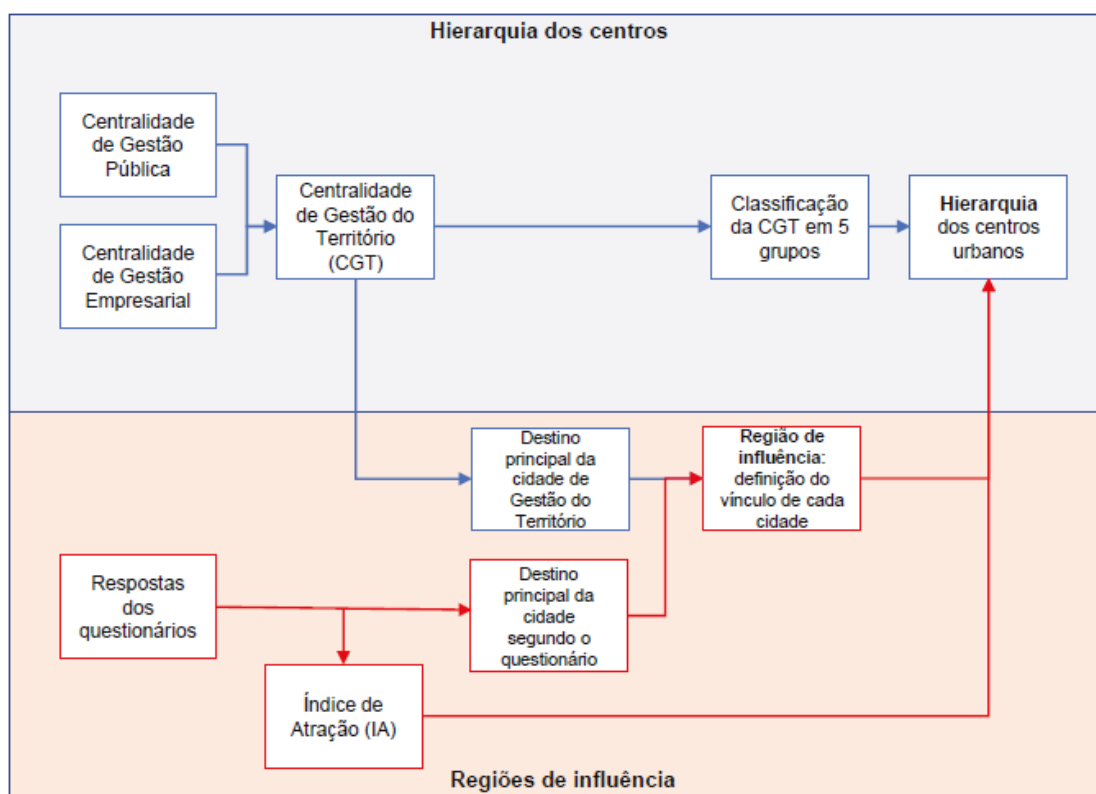 Hierarquia dos centros
Centralidade
de Gestão
Pública
Centralidade
de Gestão
Empresarial
Centralidade
de Gestão do
Território
(CGT)
Classificação
da CGT em 5
grupos
Hierarquia
dos centros
urbanos
Destino
principal da
cidade de
Gestão do
Território
Região de
influência:
definição do
vínculo de cada
cidade
Respostas
dos
questionários
Destino
principal da
cidade
segundo o
questionário
Índice de
Atração (IA)
Regiões de influência